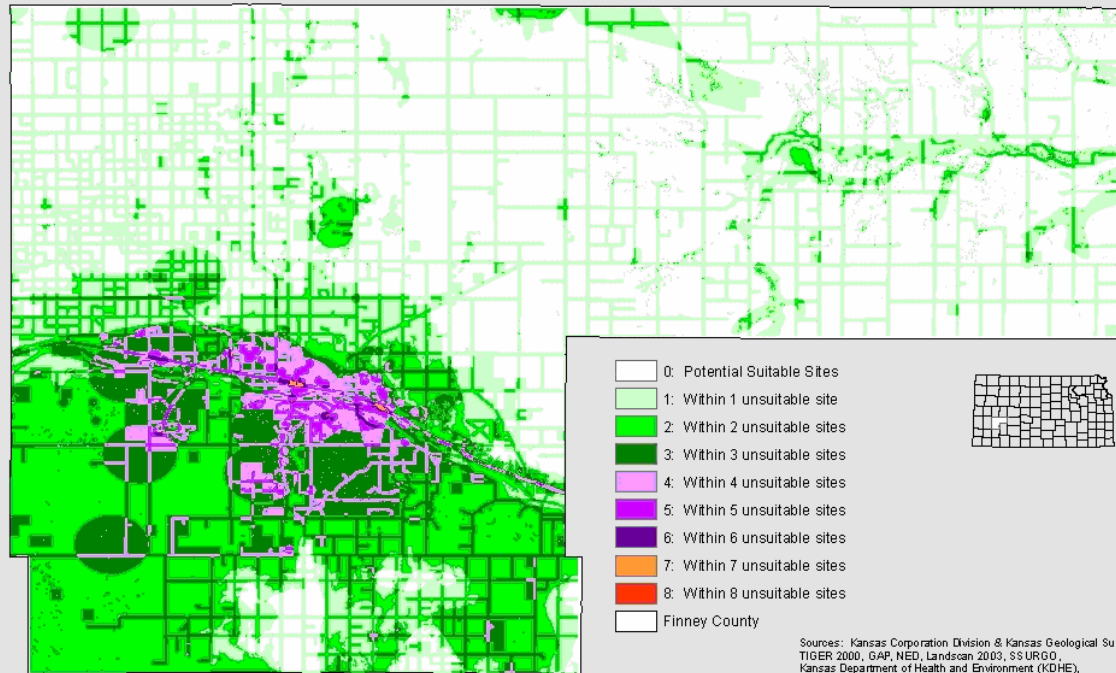 0: Potential Suitable Sites
1: Within 1 unsuitable site
2: Within 2 unsuitable sites
3: Within 3 unsuitable sites
4: Within 4 unsuitable sites
5: Within 5 unsuitable sites
6: Within 6 unsuitable sites
7: Within 7 unsuitable sites
8: Within 8 unsuitable sites
Finney County
Sources: Kansas Corporation Division & Kansas Geological Su
TIGER 2000, GAP, NED, Landscan 2003, SSURGO,
Kansas Department of Health and Environment (KDHE),